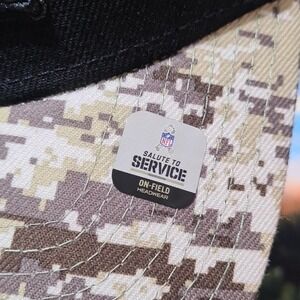 NFL
SALUTE TO
SERVICE
ON-FIELD
HEADWEAR